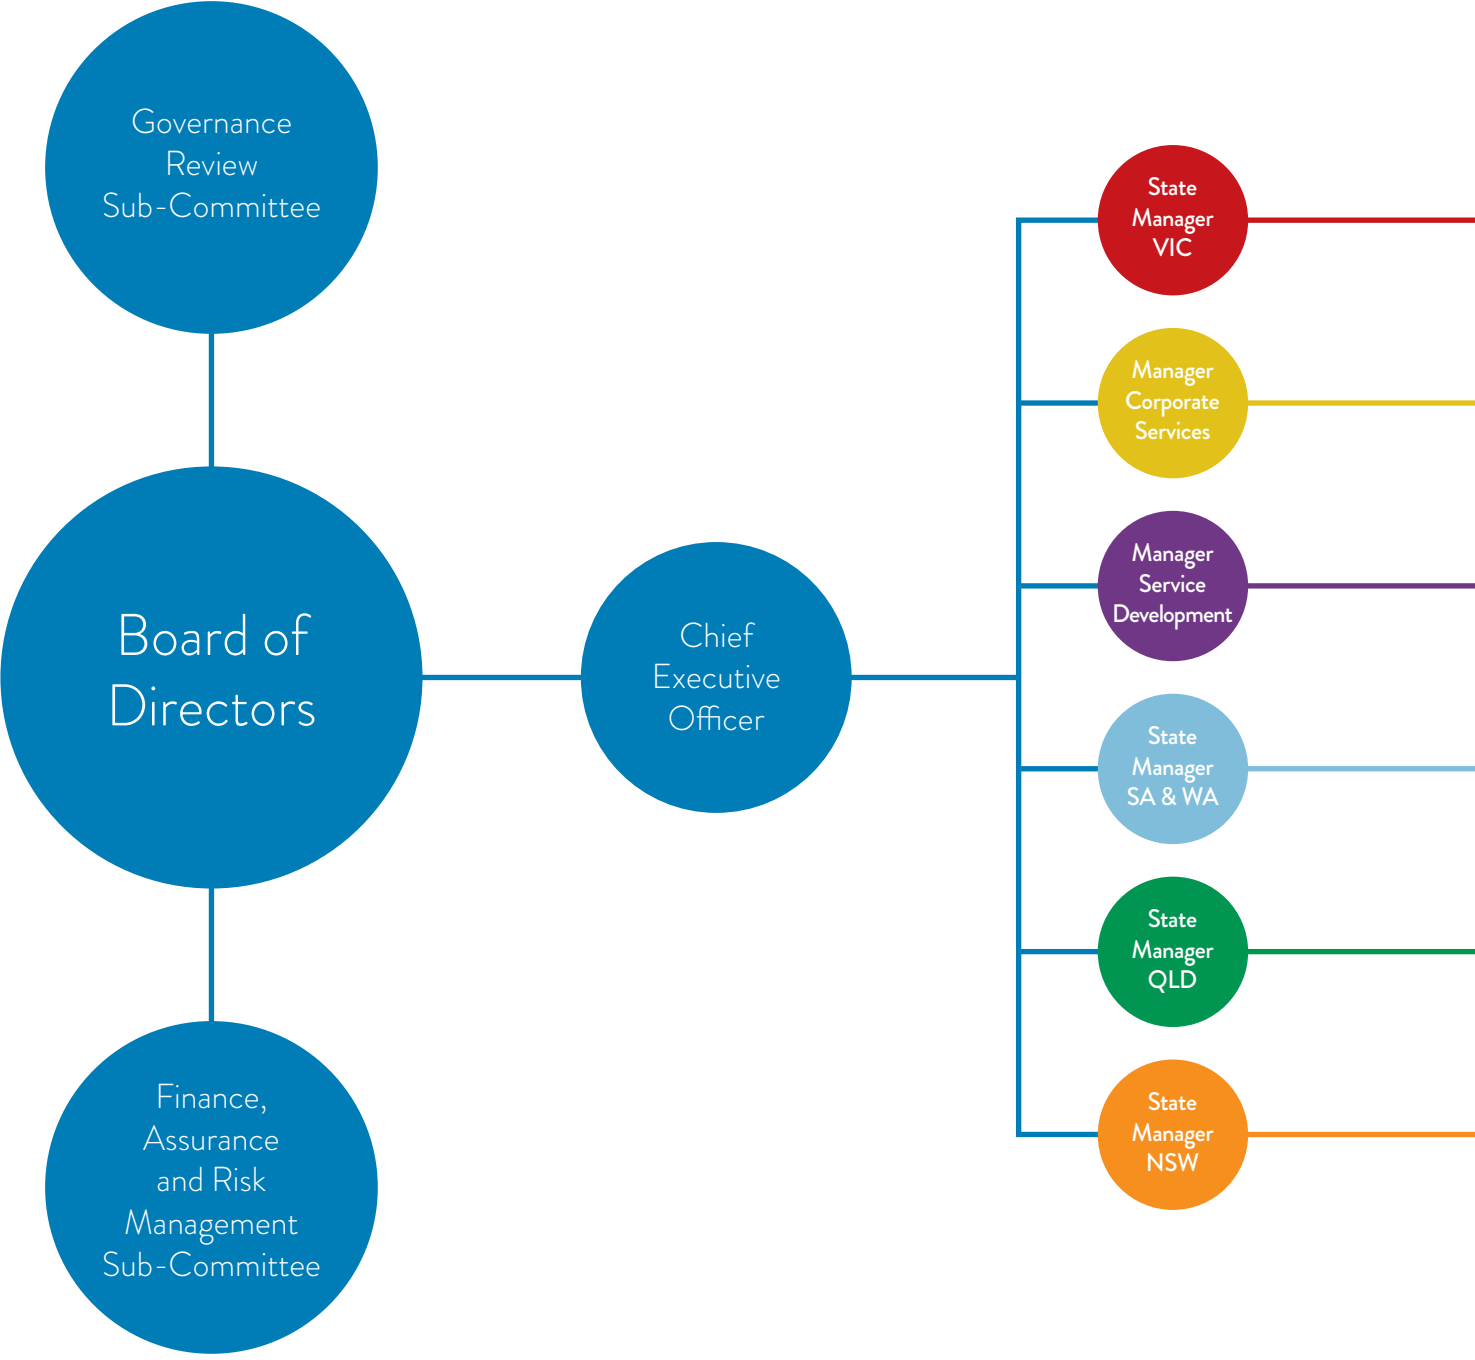 Governance
Review
Sub-Committee
Board of
Directors
Finance,
Assurance
and Risk
Management
Sub-Committee
Chief
Executive
Officer
State
Manager
VIC
Manager
Corporate
Services
Manager
Service
Development
State
Manager
SA & WA
State
Manager
QLD
State
Manager
NSW